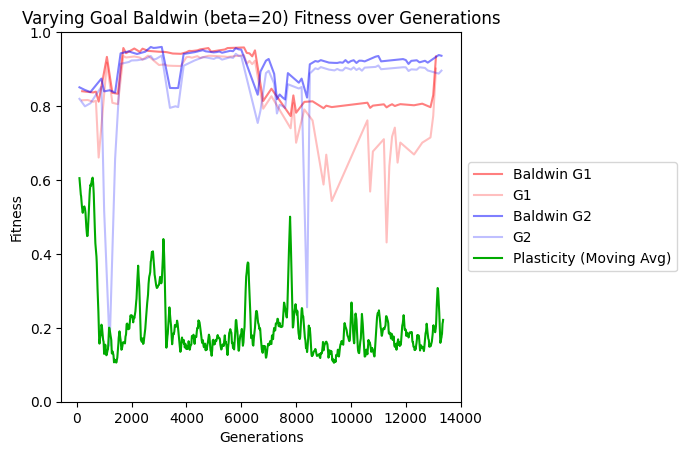 Varying Goal Baldwin (beta=20) Fitness over Generations
1.0
0.8
0.6
0.4
0.2
0.0
Fitness
0
2000
4000
6000
8000
10000
12000
14000
Generations
Baldwin G1
G1
Baldwin G2
G2
Plasticity (Moving Avg)